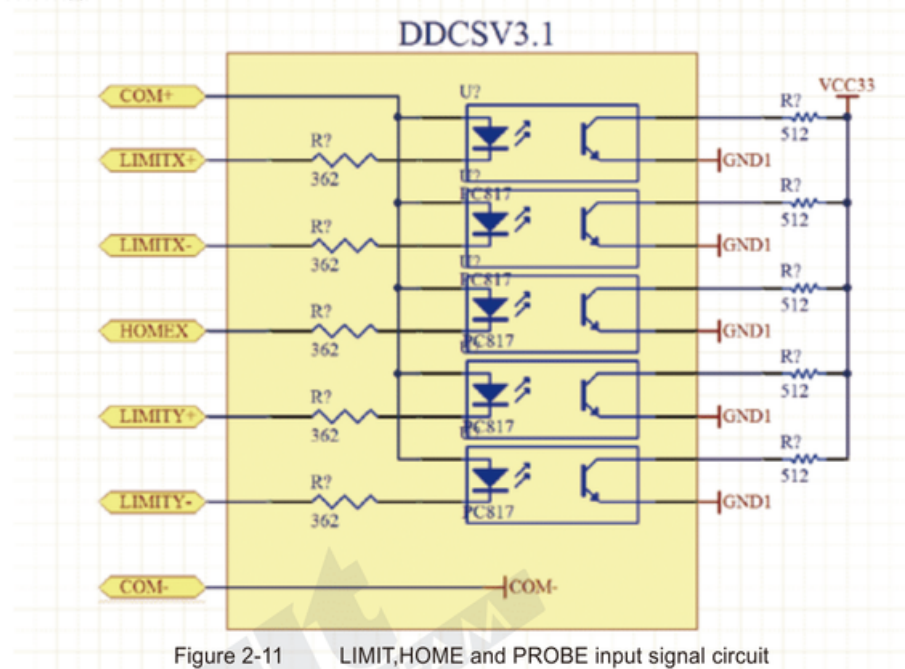 DDCSV3.1
COM+
U?
R?
VCC33
512
LIMITX+
R?
362
GND1
U?
PC817
R?
512
LIMITX-
R?
362
GND1
U?
PC817
R?
512
HOMEX
R?
362
GND1
PC817
R?
512
LIMITY+
R?
362
GND1
PC817
R?
512
LIMITY-
R?
362
GND1
PC817
COM-
COM-
Figure 2-11 LIMIT,HOME and PROBE input signal circuit